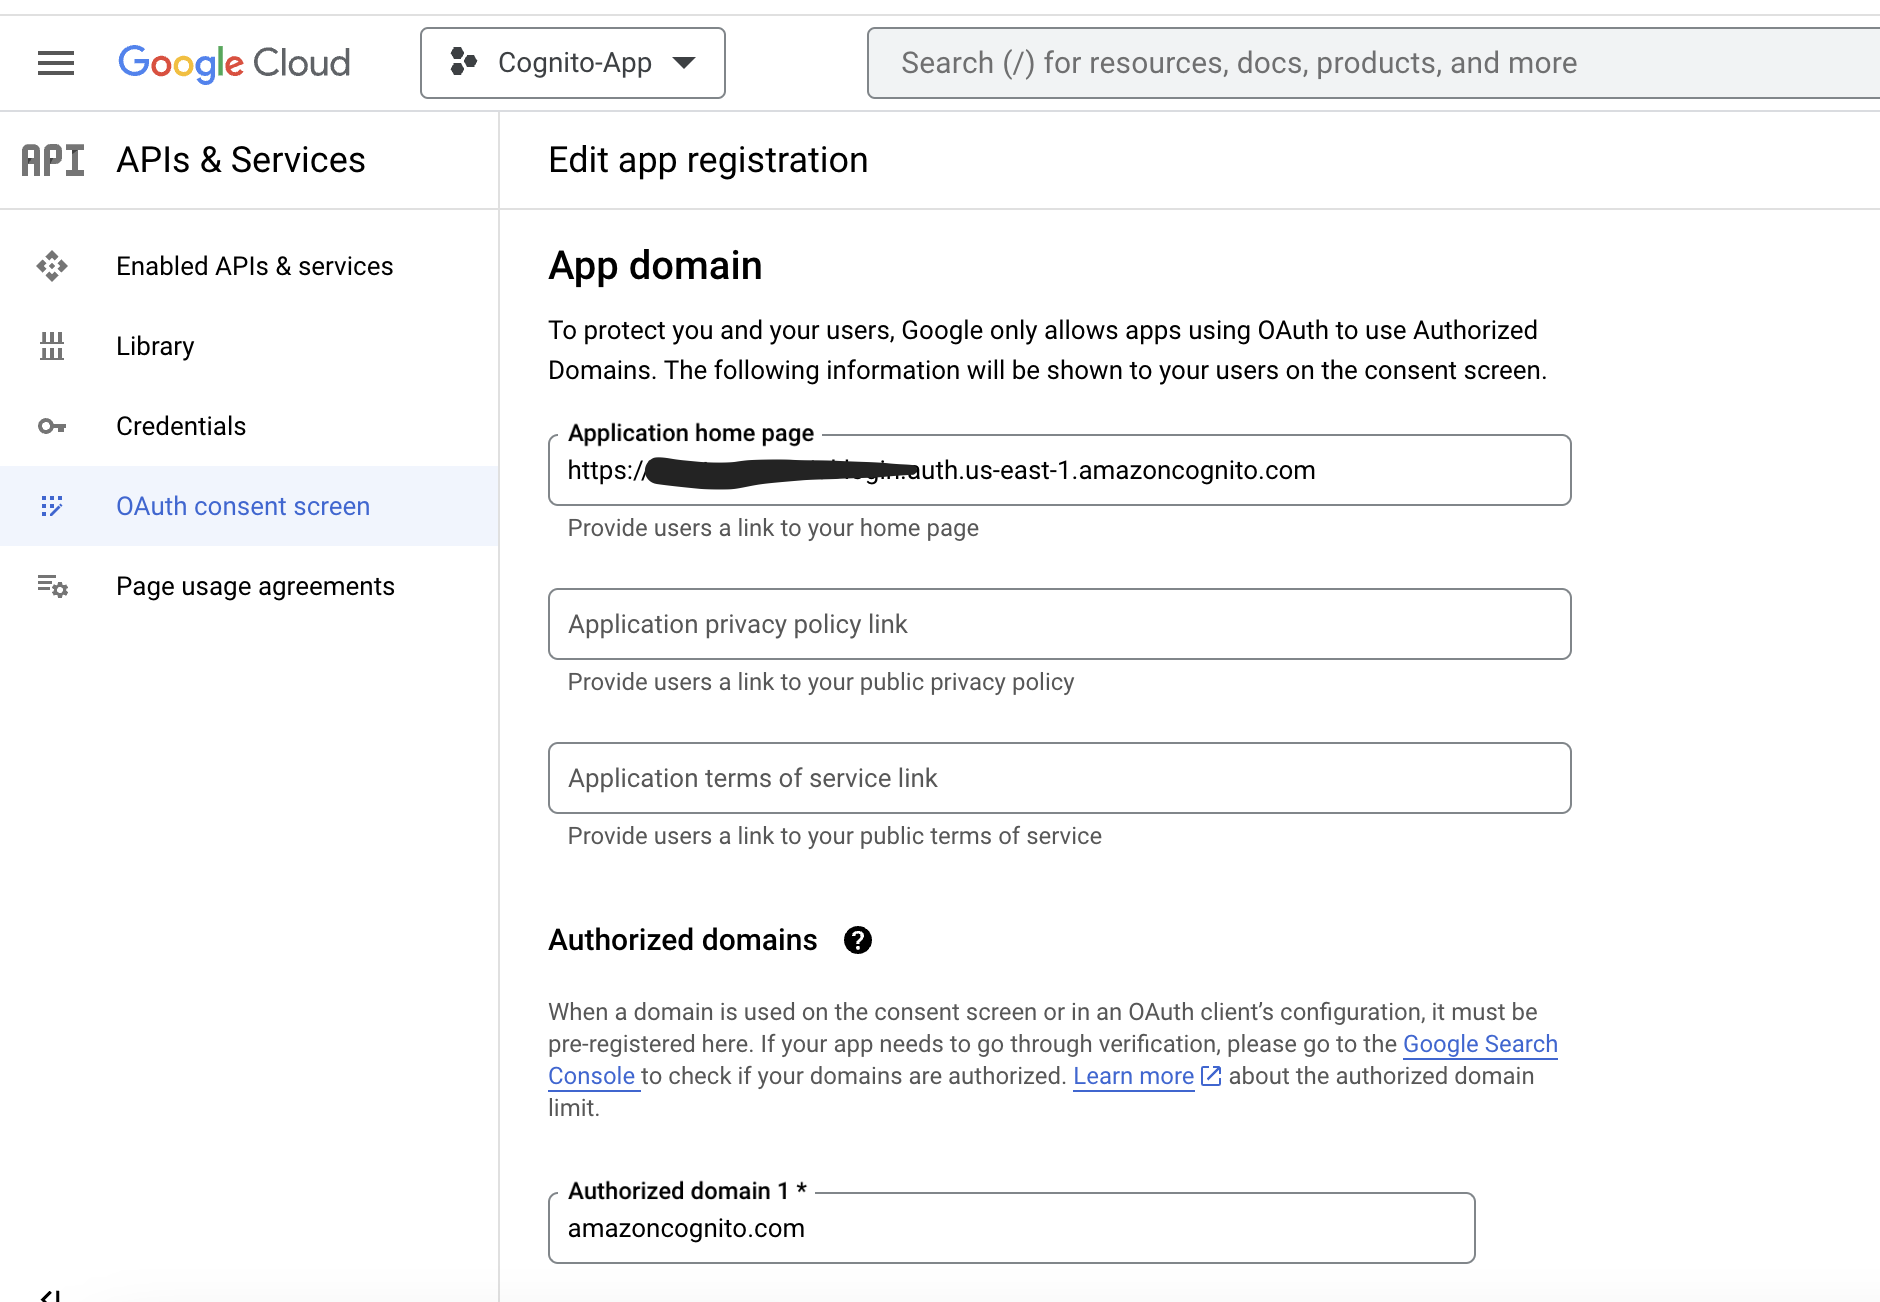 Google Cloud
Cognito-App
Search (/) for resources, docs, products, and more
API
APIs & Services
Edit app registration
Enabled APIs & services
Library
Credentials
OAuth consent screen
Page usage agreements
App domain
To protect you and your users, Google only allows apps using OAuth to use Authorized
Domains. The following information will be shown to your users on the consent screen.
Application home page
https:/ auth.us-east-1.amazoncognito.com
Provide users a link to your home page
Application privacy policy link
Provide users a link to your public privacy policy
Application terms of service link
Provide users a link to your public terms of service
Authorized domains
When a domain is used on the consent screen or in an OAuth client’s configuration, it must be
pre-registered here. If your app needs to go through verification, please go to the Google Search
Console to check if your domains are authorized. Learn more about the authorized domain
limit.
Authorized domain 1 *
amazoncognito.com